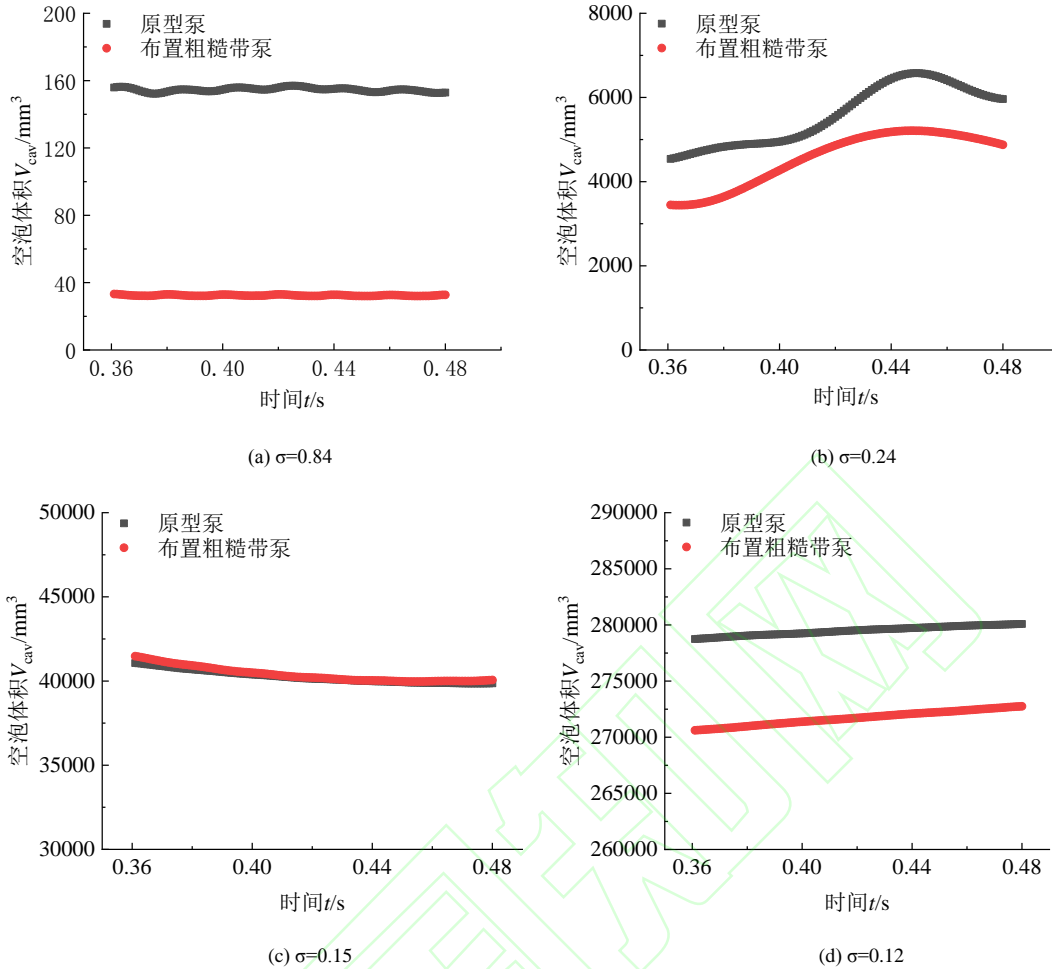 原型泵
布置粗糙带泵
200
160
120
80
40
0
空泡体积Vcav/mm³
0.36
0.40
0.44
0.48
时间t/s
(a) σ=0.84
原型泵
布置粗糙带泵
8000
6000
4000
2000
0
空泡体积Vcav/mm³
0.36
0.40
0.44
0.48
时间t/s
(b) σ=0.24
原型泵
布置粗糙带泵
50000
45000
40000
35000
30000
空泡体积Vcav/mm³
0.36
0.40
0.44
0.48
时间t/s
(c) σ=0.15
原型泵
布置粗糙带泵
290000
285000
280000
275000
270000
265000
260000
空泡体积Vcav/mm³
0.36
0.40
0.44
0.48
时间t/s
(d) σ=0.12